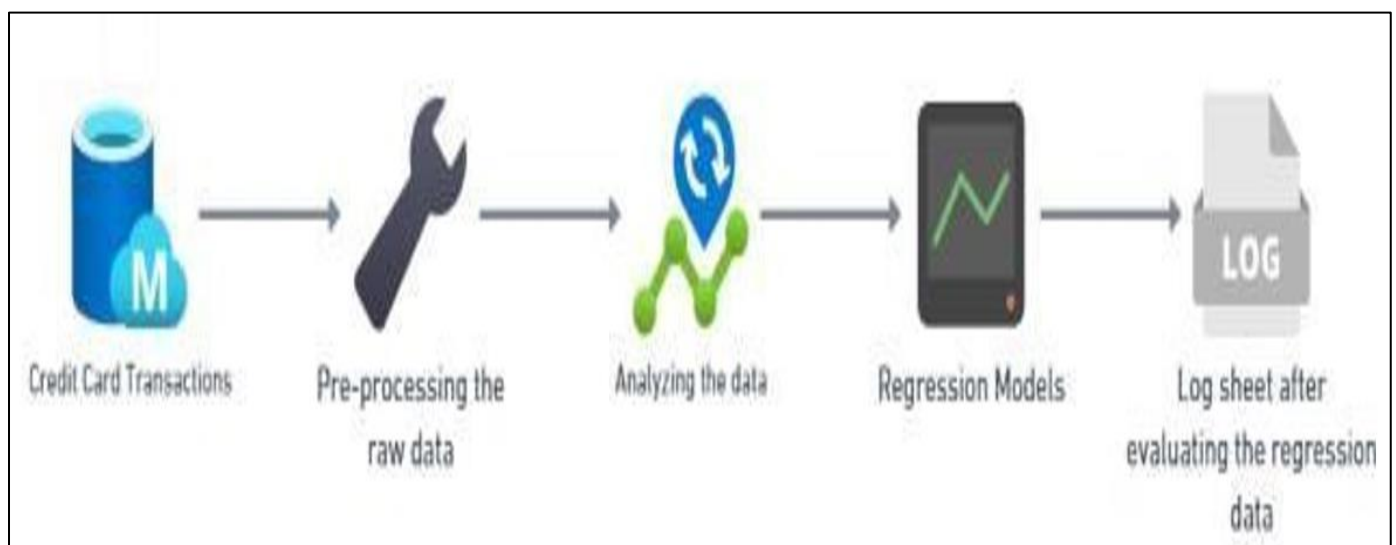 M
LOG
Credit Card Transactions
Pre-processing the
raw data
Analyzing the data
Regression Models
Log sheet after
evaluating the regression
data